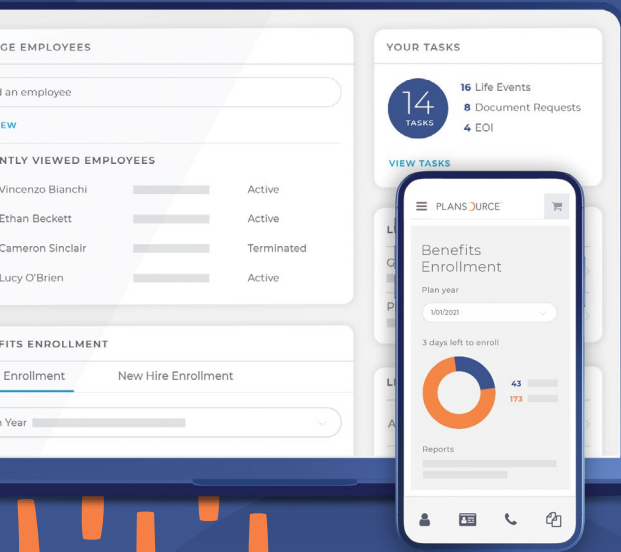 GE EMPLOYEES
d an employee
EW
NTLY VIEWED EMPLOYEES
Vincenzo Bianchi Active
Ethan Beckett Active
Cameron Sinclair Terminated
Lucy O'Brien Active
FITS ENROLLMENT
Enrollment New Hire Enrollment
n Year
YOUR TASKS
14
TASKS
16 Life Events
8 Document Requests
4 EOI
VIEW TASKS
L
G
P
L
A
PLANSOURCE
Benefits
Enrollment
Plan year
1/01/2021
3 days left to enroll
43
173
Reports